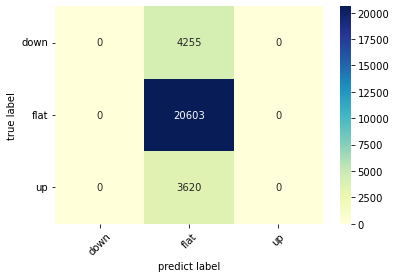 down 0 4255 0
flat 0 20603 0
up 0 3620 0
true label
down flat up
predict label
20000
17500
15000
12500
10000
7500
5000
2500
0